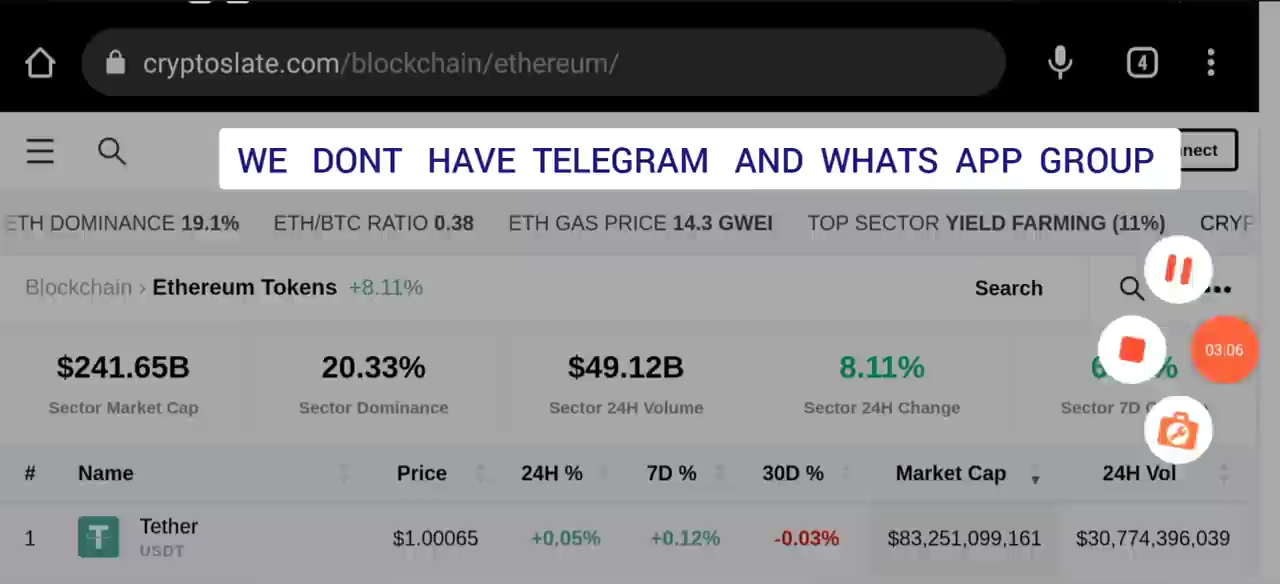 cryptoslate.com/blockchain/ethereum/
4
WE DONT HAVE TELEGRAM AND WHATS APP GROUP
nect
ETH DOMINANCE 19.1% ETH/BTC RATIO 0.38 ETH GAS PRICE 14.3 GWEI TOP SECTOR YIELD FARMING (11%) CRYP
Blockchain › Ethereum Tokens +8.11% Search
$241.65B 20.33% $49.12B 8.11% %
03:06
Sector Market Cap Sector Dominance Sector 24H Volume Sector 24H Change Sector 7D
# Name Price 24H % 7D % 30D % Market Cap 24H Vol
1 Tether $1.00065 +0.05% +0.12% -0.03% $83,251,099,161 $30,774,396,039
USDT